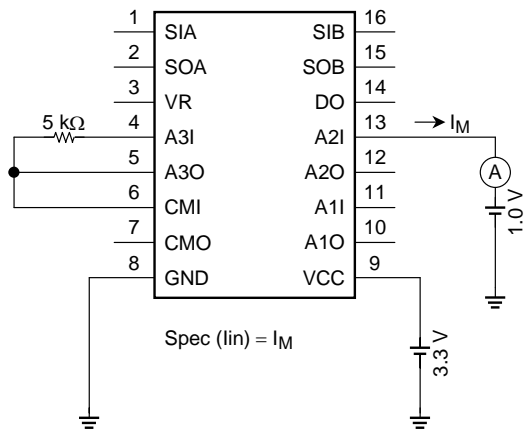 1 SIA SIB 16
2 SOA SOB 15
3 VR DO 14
5 kΩ 4 A3I A2I 13 I_M
5 A3O A2O 12 A
6 CMI A1I 11 1.0 V
7 CMO A1O 10
8 GND VCC 9
Spec (Iin) = I_M
3.3 V